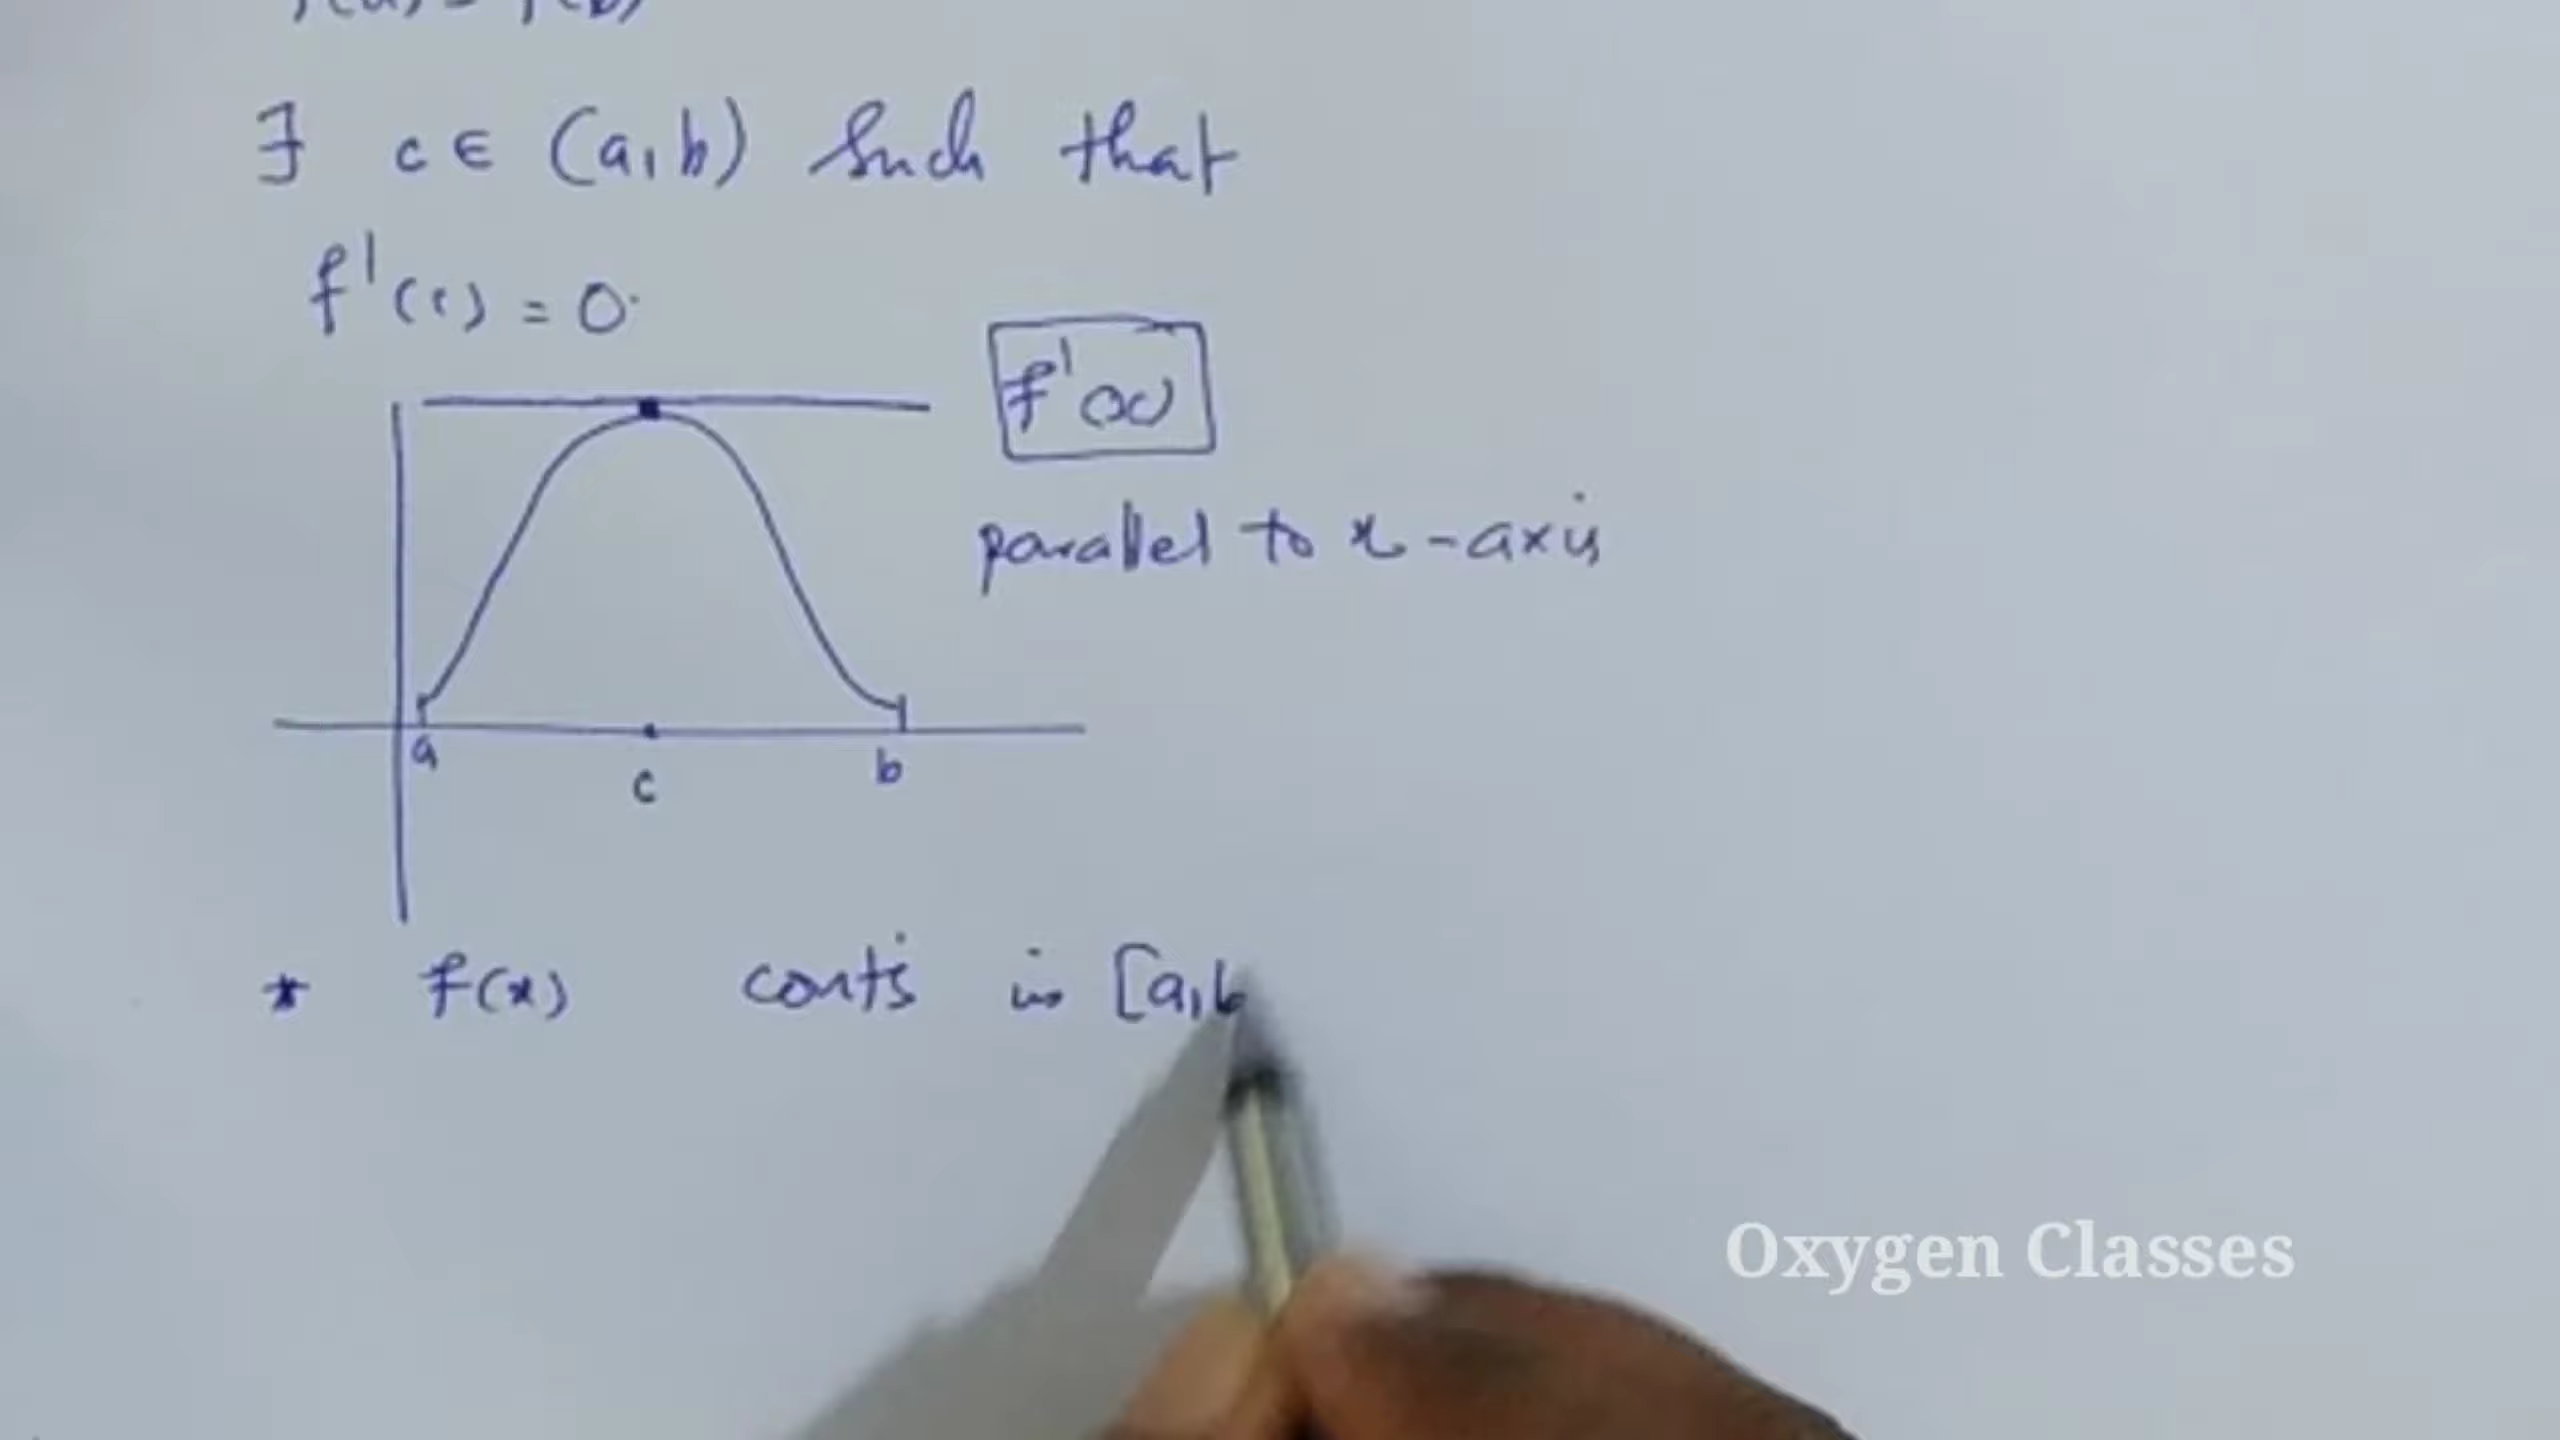 f(a) = f(b)
∃ c ∈ (a, b) such that
f'(c) = 0.
f'(x)
parallel to x-axis
a
c
b
* f(x) conts in [a, b
Oxygen Classes